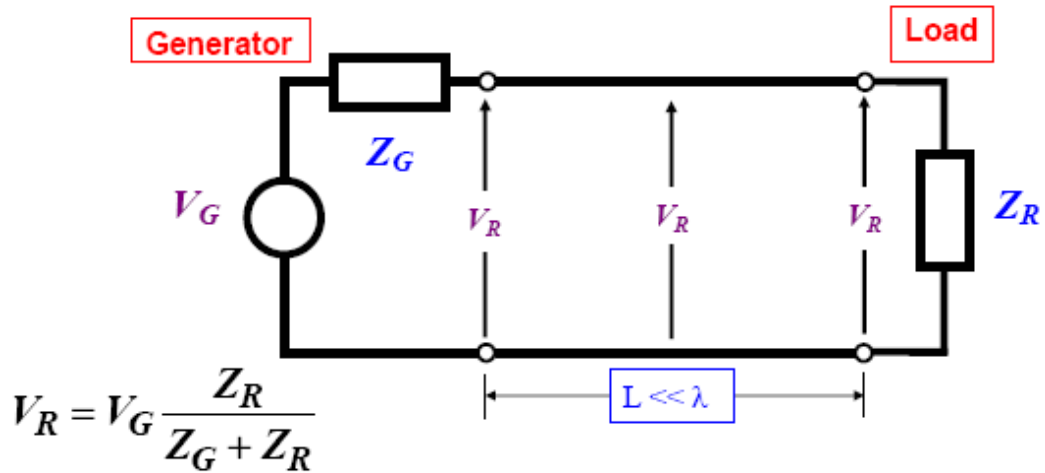 Generator
Load
Z_G
V_G
V_R
V_R
V_R
Z_R
L << λ
V_R = V_G Z_R / (Z_G + Z_R)